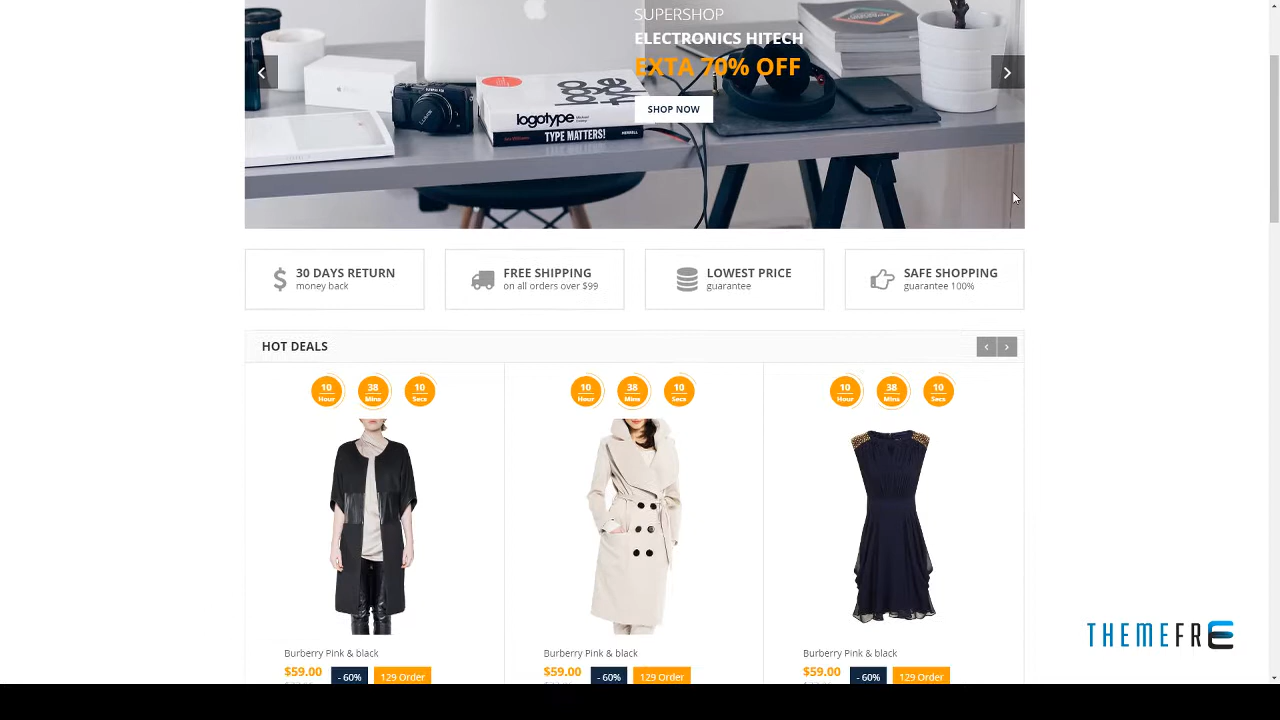 SUPERSHOP
ELECTRONICS HITECH
EXTA 70% OFF
SHOP NOW
logotype
TYPE MATTERS!
30 DAYS RETURN
money back
FREE SHIPPING
on all orders over $99
LOWEST PRICE
guarantee
SAFE SHOPPING
guarantee 100%
HOT DEALS
10 Hour 38 Mins 10 Secs
10 Hour 38 Mins 10 Secs
10 Hour 38 Mins 10 Secs
Burberry Pink & black
$59.00 - 60% 129 Order
Burberry Pink & black
$59.00 - 60% 129 Order
Burberry Pink & black
$59.00 - 60% 129 Order
THEMEFRE